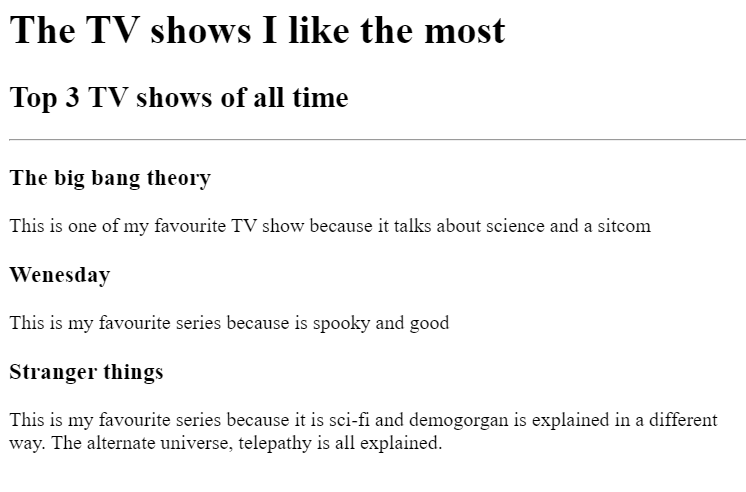 The TV shows I like the most
Top 3 TV shows of all time
The big bang theory
This is one of my favourite TV show because it talks about science and a sitcom
Wenesday
This is my favourite series because is spooky and good
Stranger things
This is my favourite series because it is sci-fi and demogorgan is explained in a different
way. The alternate universe, telepathy is all explained.